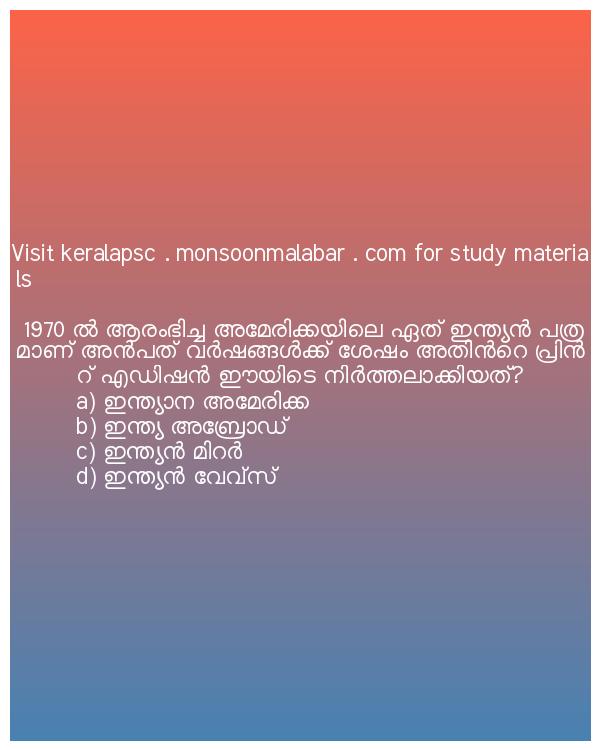 Visit keralapsc . monsoonmalabar . com for study materia
ls
1970 ൽ ആരംഭിച്ച അമേരിക്കയിലെ ഏത് ഇന്ത്യൻ പത്ര
മാണ് അൻപത് വർഷങ്ങൾക്ക് ശേഷം അതിൻറെ പ്രിൻ
റ് എഡിഷൻ ഈയിടെ നിർത്തലാക്കിയത്?
a) ഇന്ത്യാന അമേരിക്ക
b) ഇന്ത്യ അബ്രോഡ്
c) ഇന്ത്യൻ മിറർ
d) ഇന്ത്യൻ വേവ്സ്